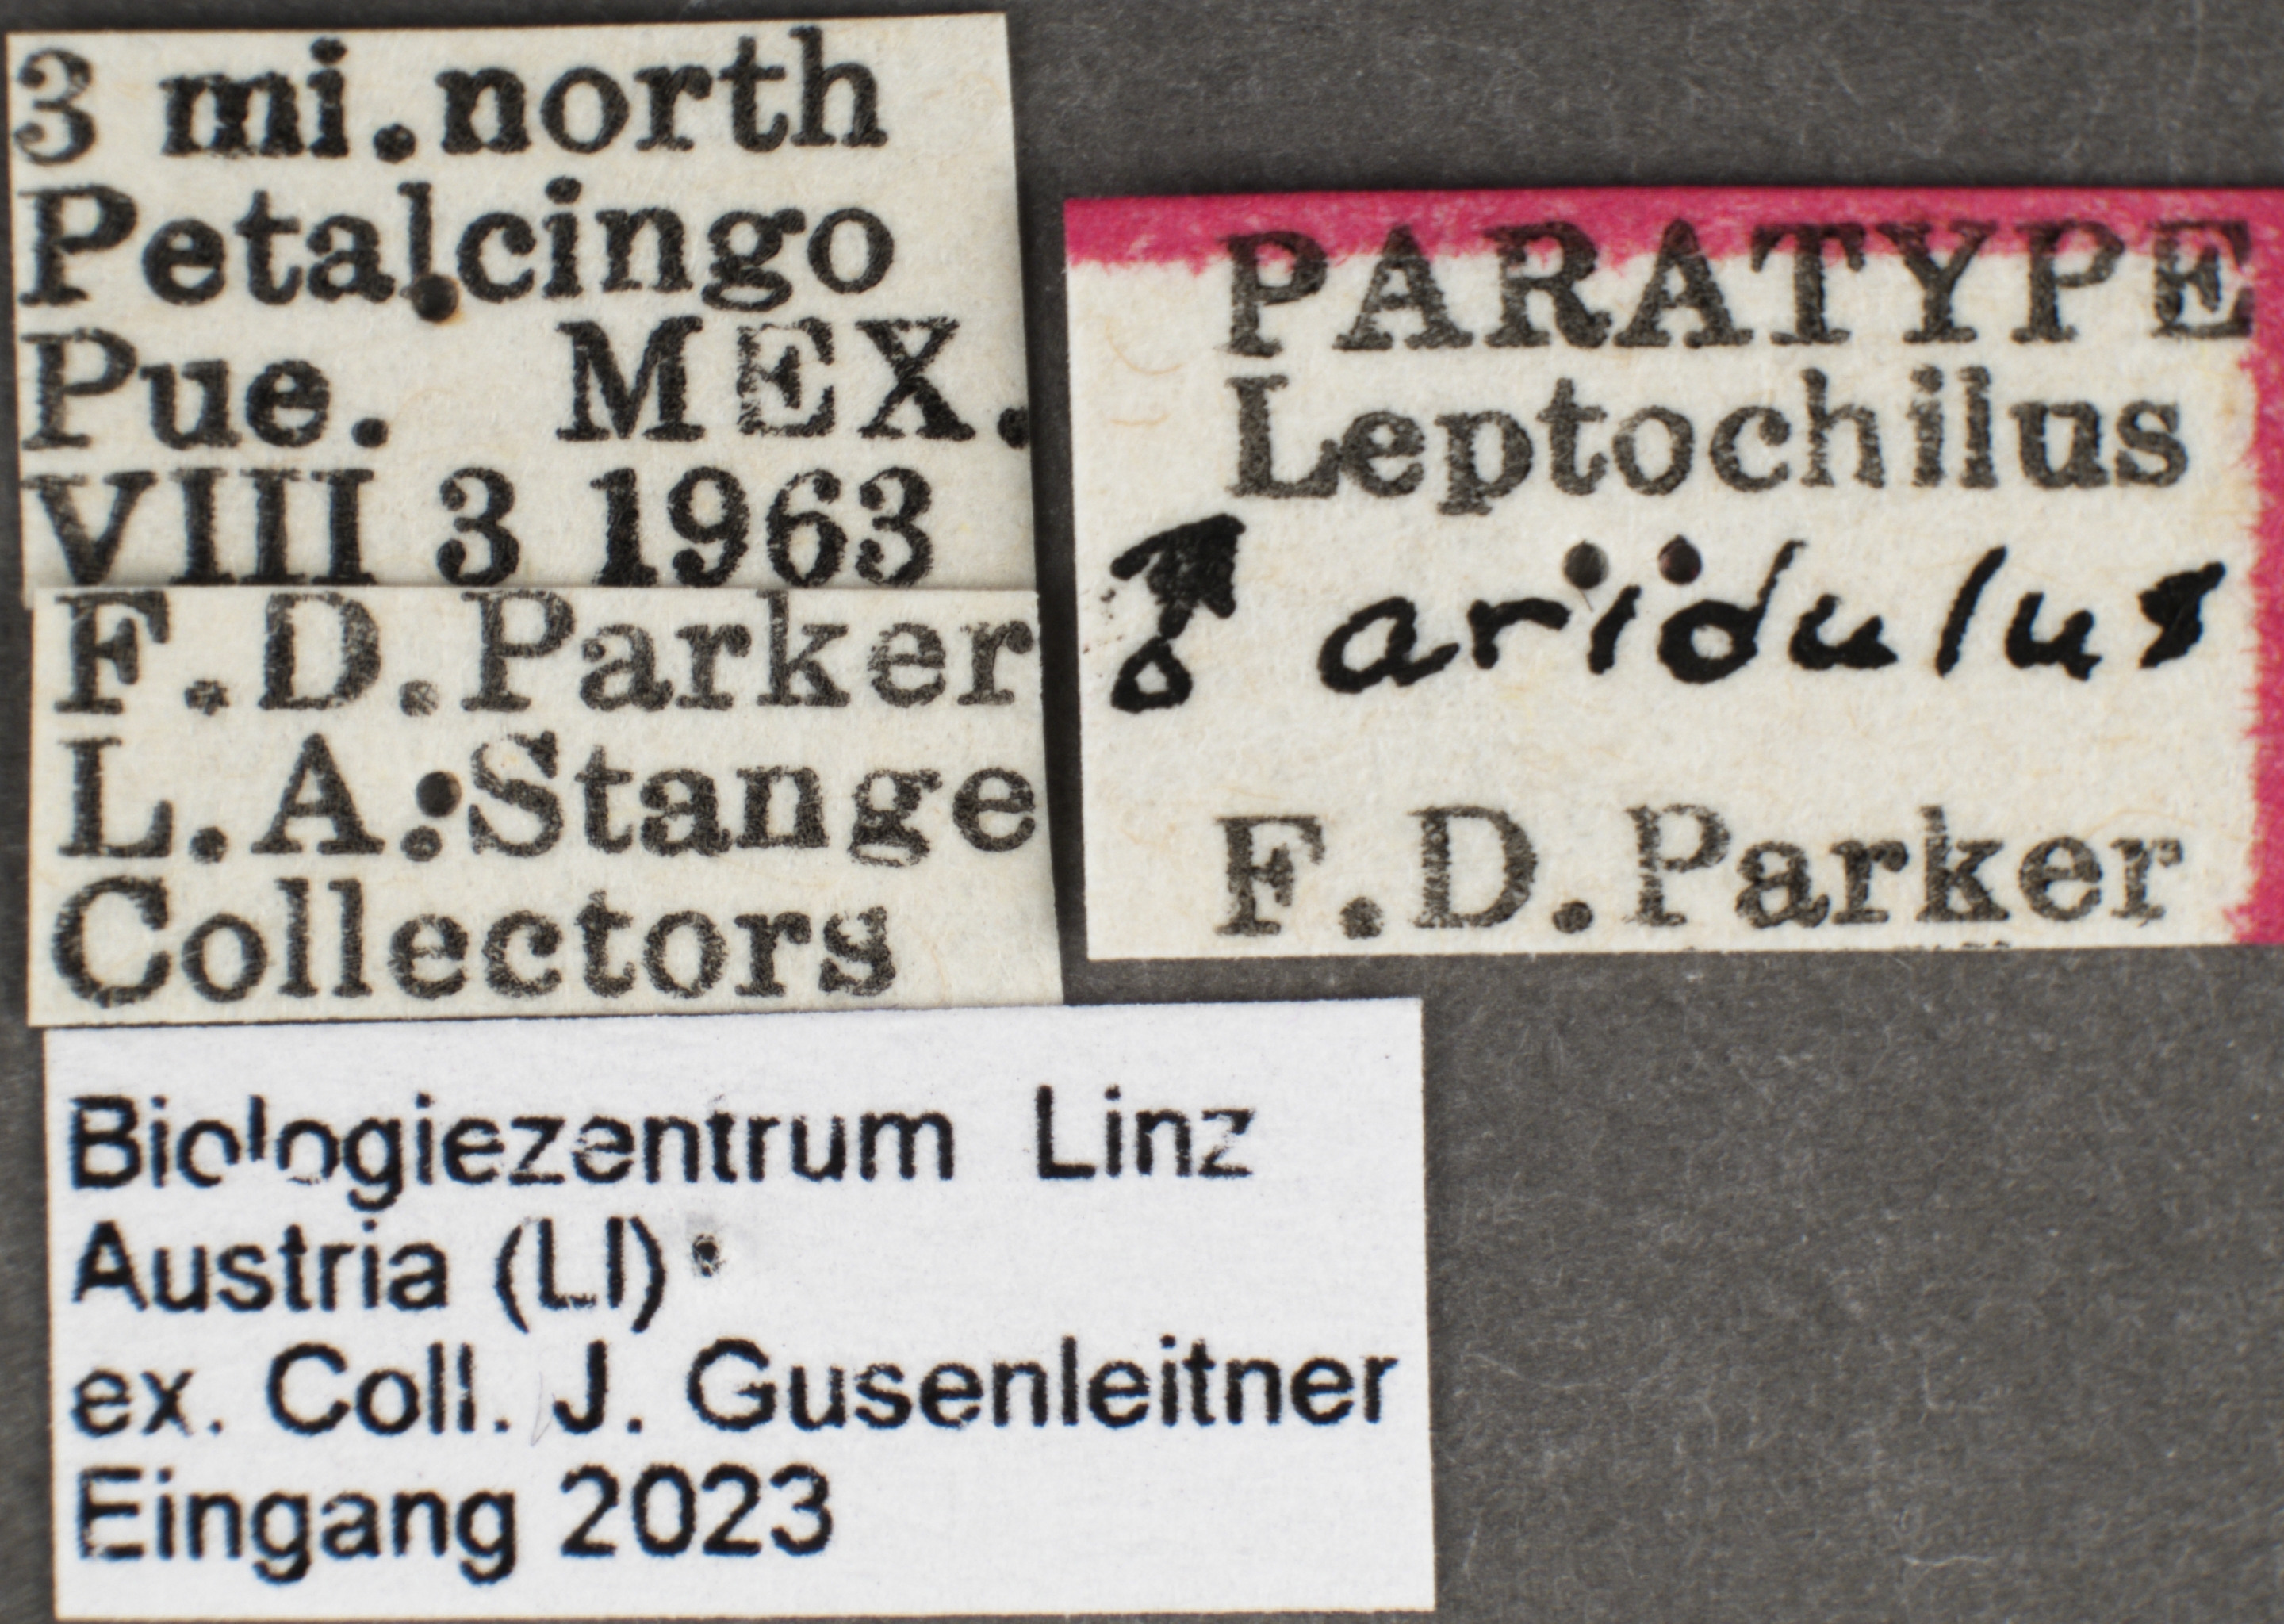 3 mi.north
Petalcingo
Pue. MEX.
VIII 3 1963
F.D.Parker
L.A.Stange
Collectors
PARATYPE
Leptochilus
♂ aridulus
F.D.Parker
Biologiezentrum Linz
Austria (LI)
ex. Coll. J. Gusenleitner
Eingang 2023